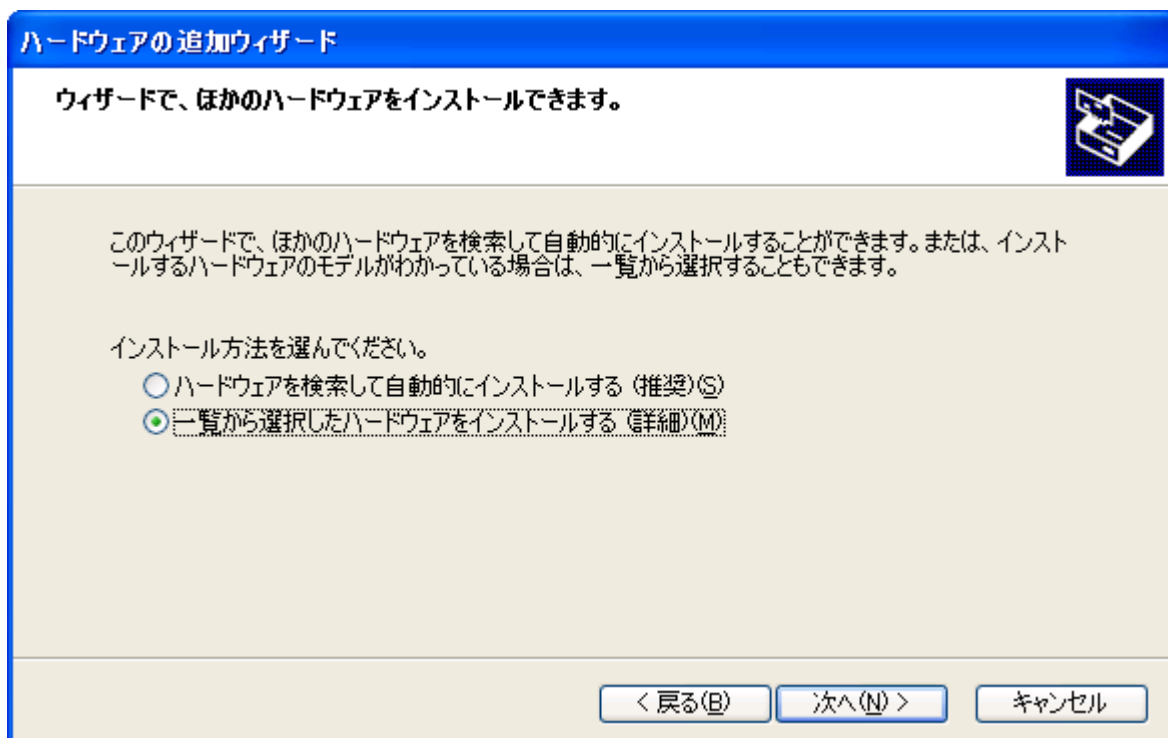 ハードウェアの追加ウィザード
ウィザードで、ほかのハードウェアをインストールできます。
このウィザードで、ほかのハードウェアを検索して自動的にインストールすることができます。または、インスト
ールするハードウェアのモデルがわかっている場合は、一覧から選択することもできます。
インストール方法を選んでください。
ハードウェアを検索して自動的にインストールする (推奨)(S)
一覧から選択したハードウェアをインストールする (詳細)(M)
< 戻る(B) 次へ(N) > キャンセル